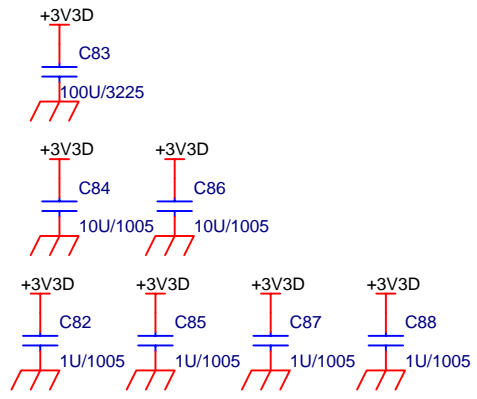 +3V3D
C83
100U/3225
+3V3D +3V3D
C84 C86
10U/1005 10U/1005
+3V3D +3V3D +3V3D +3V3D
C82 C85 C87 C88
1U/1005 1U/1005 1U/1005 1U/1005